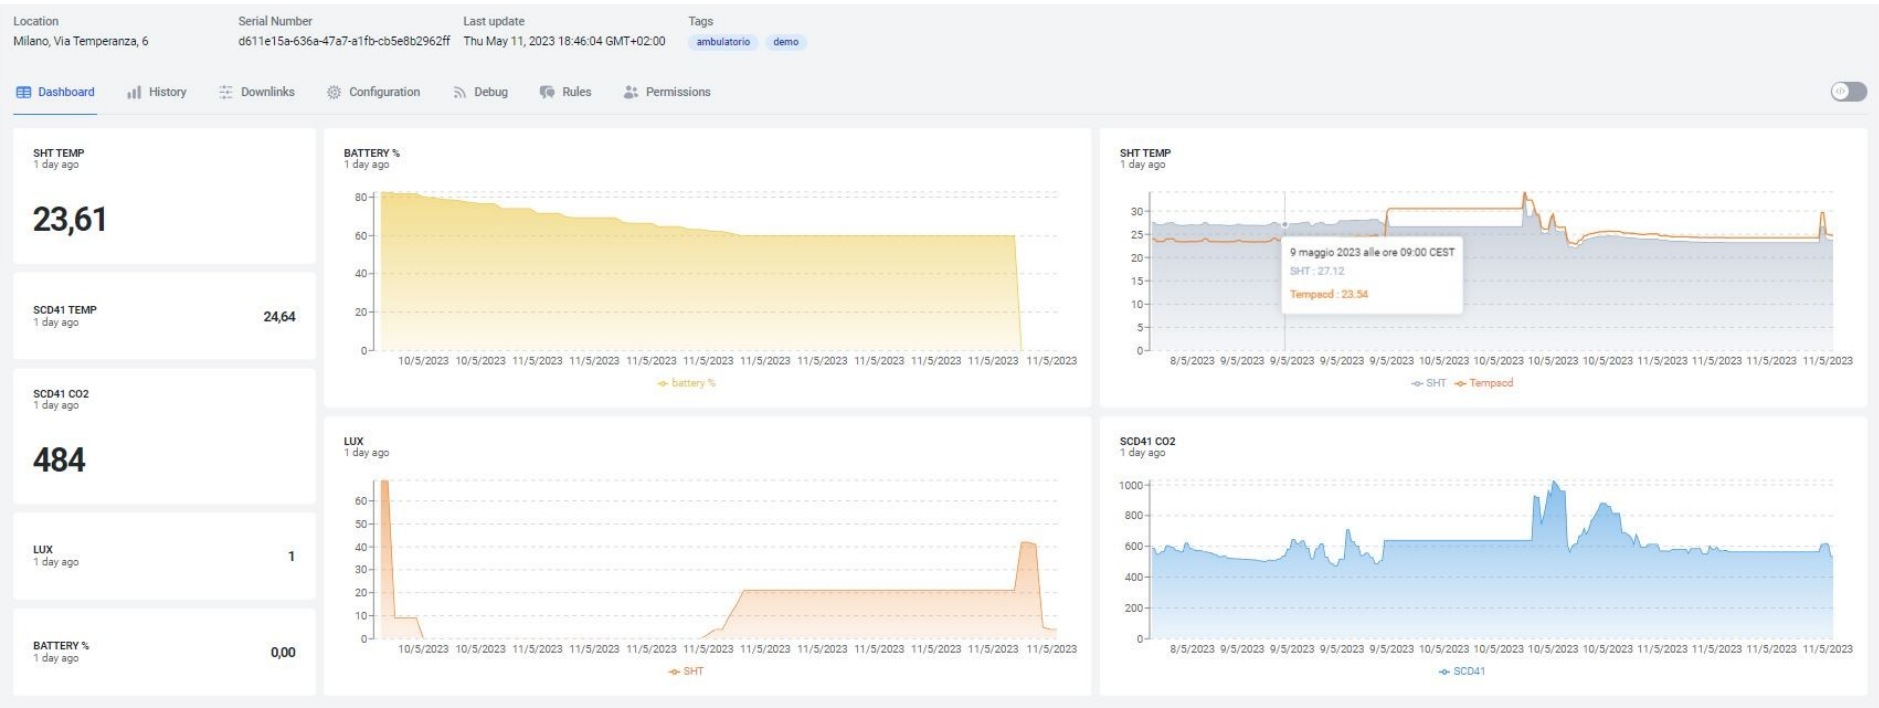 Location Serial Number Last update Tags
Milano, Via Temperanza, 6 d611e15a-636a-47a7-a1fb-cb5e8b2962ff Thu May 11, 2023 18:46:04 GMT+02:00 ambulatorio demo
Dashboard History Downlinks Configuration Debug Rules Permissions
SHT TEMP
1 day ago
23,61
SCD41 TEMP
1 day ago
24,64
SCD41 CO2
1 day ago
484
LUX
1 day ago
1
BATTERY %
1 day ago
0,00
BATTERY %
1 day ago
80
60
40
20
0
10/5/2023 10/5/2023 11/5/2023 11/5/2023 11/5/2023 11/5/2023 11/5/2023 11/5/2023 11/5/2023 11/5/2023 11/5/2023 11/5/2023
battery %
SHT TEMP
1 day ago
30
25
20
15
10
5
0
9 maggio 2023 alle ore 09:00 CEST
SHT : 27.12
Tempscd : 23.54
8/5/2023 9/5/2023 9/5/2023 9/5/2023 9/5/2023 10/5/2023 10/5/2023 10/5/2023 10/5/2023 11/5/2023 11/5/2023 11/5/2023 11/5/2023
SHT Tempscd
LUX
1 day ago
60
50
40
30
20
10
0
10/5/2023 10/5/2023 11/5/2023 11/5/2023 11/5/2023 11/5/2023 11/5/2023 11/5/2023 11/5/2023 11/5/2023 11/5/2023 11/5/2023
SHT
SCD41 CO2
1 day ago
1000
800
600
400
200
0
8/5/2023 9/5/2023 9/5/2023 9/5/2023 9/5/2023 10/5/2023 10/5/2023 10/5/2023 10/5/2023 11/5/2023 11/5/2023 11/5/2023 11/5/2023
SCD41